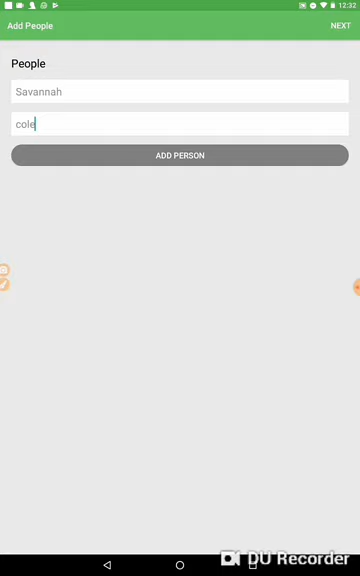 12:32
Add People
NEXT
People
Savannah
cole
ADD PERSON
DU Recorder